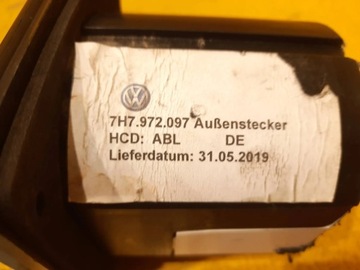 7H7.972.097 Außenstecker
HCD: ABL DE
Lieferdatum: 31.05.2019